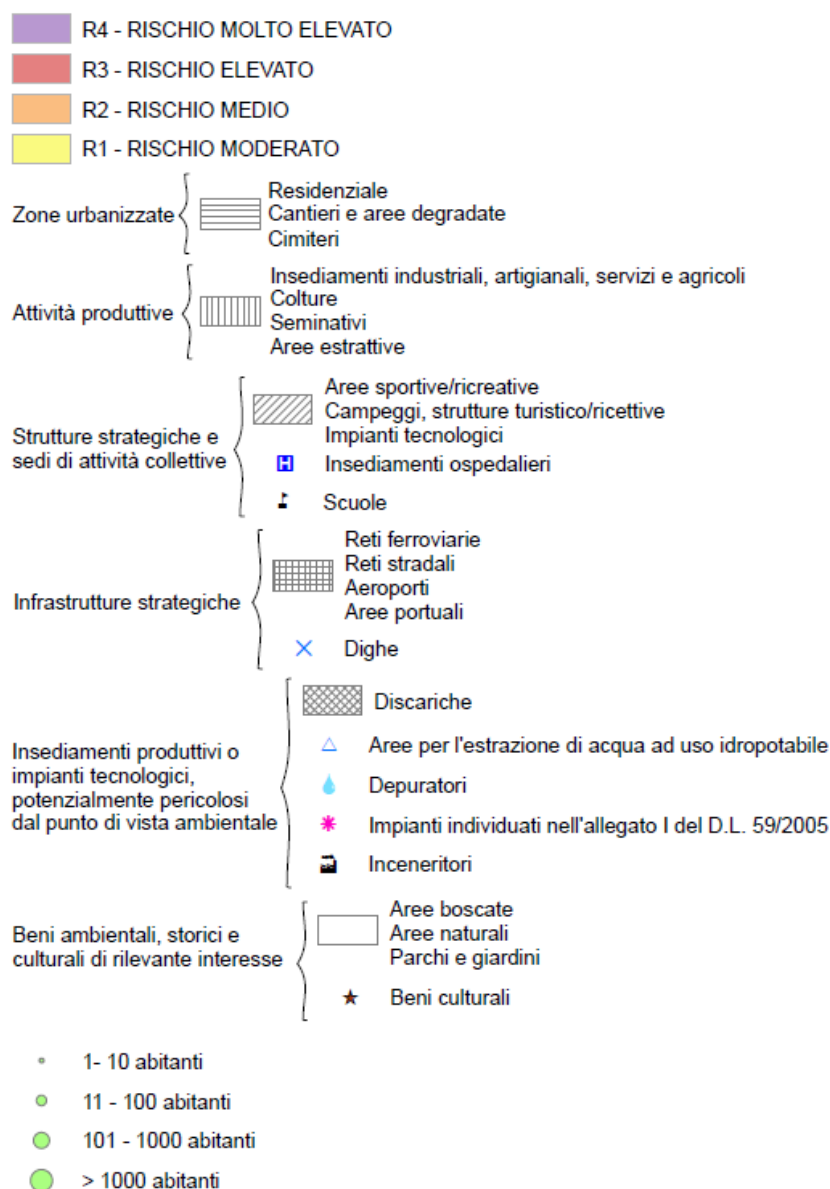 R4 - RISCHIO MOLTO ELEVATO
R3 - RISCHIO ELEVATO
R2 - RISCHIO MEDIO
R1 - RISCHIO MODERATO
Zone urbanizzate
Residenziale
Cantieri e aree degradate
Cimiteri
Attività produttive
Insediamenti industriali, artigianali, servizi e agricoli
Colture
Seminativi
Aree estrattive
Strutture strategiche e
sedi di attività collettive
Aree sportive/ricreative
Campeggi, strutture turistico/ricettive
Impianti tecnologici
H Insediamenti ospedalieri
Scuole
Infrastrutture strategiche
Reti ferroviarie
Reti stradali
Aeroporti
Aree portuali
Dighe
Insediamenti produttivi o
impianti tecnologici,
potenzialmente pericolosi
dal punto di vista ambientale
Discariche
Aree per l'estrazione di acqua ad uso idropotabile
Depuratori
Impianti individuati nell'allegato I del D.L. 59/2005
Inceneritori
Beni ambientali, storici e
culturali di rilevante interesse
Aree boscate
Aree naturali
Parchi e giardini
Beni culturali
1- 10 abitanti
11 - 100 abitanti
101 - 1000 abitanti
> 1000 abitanti